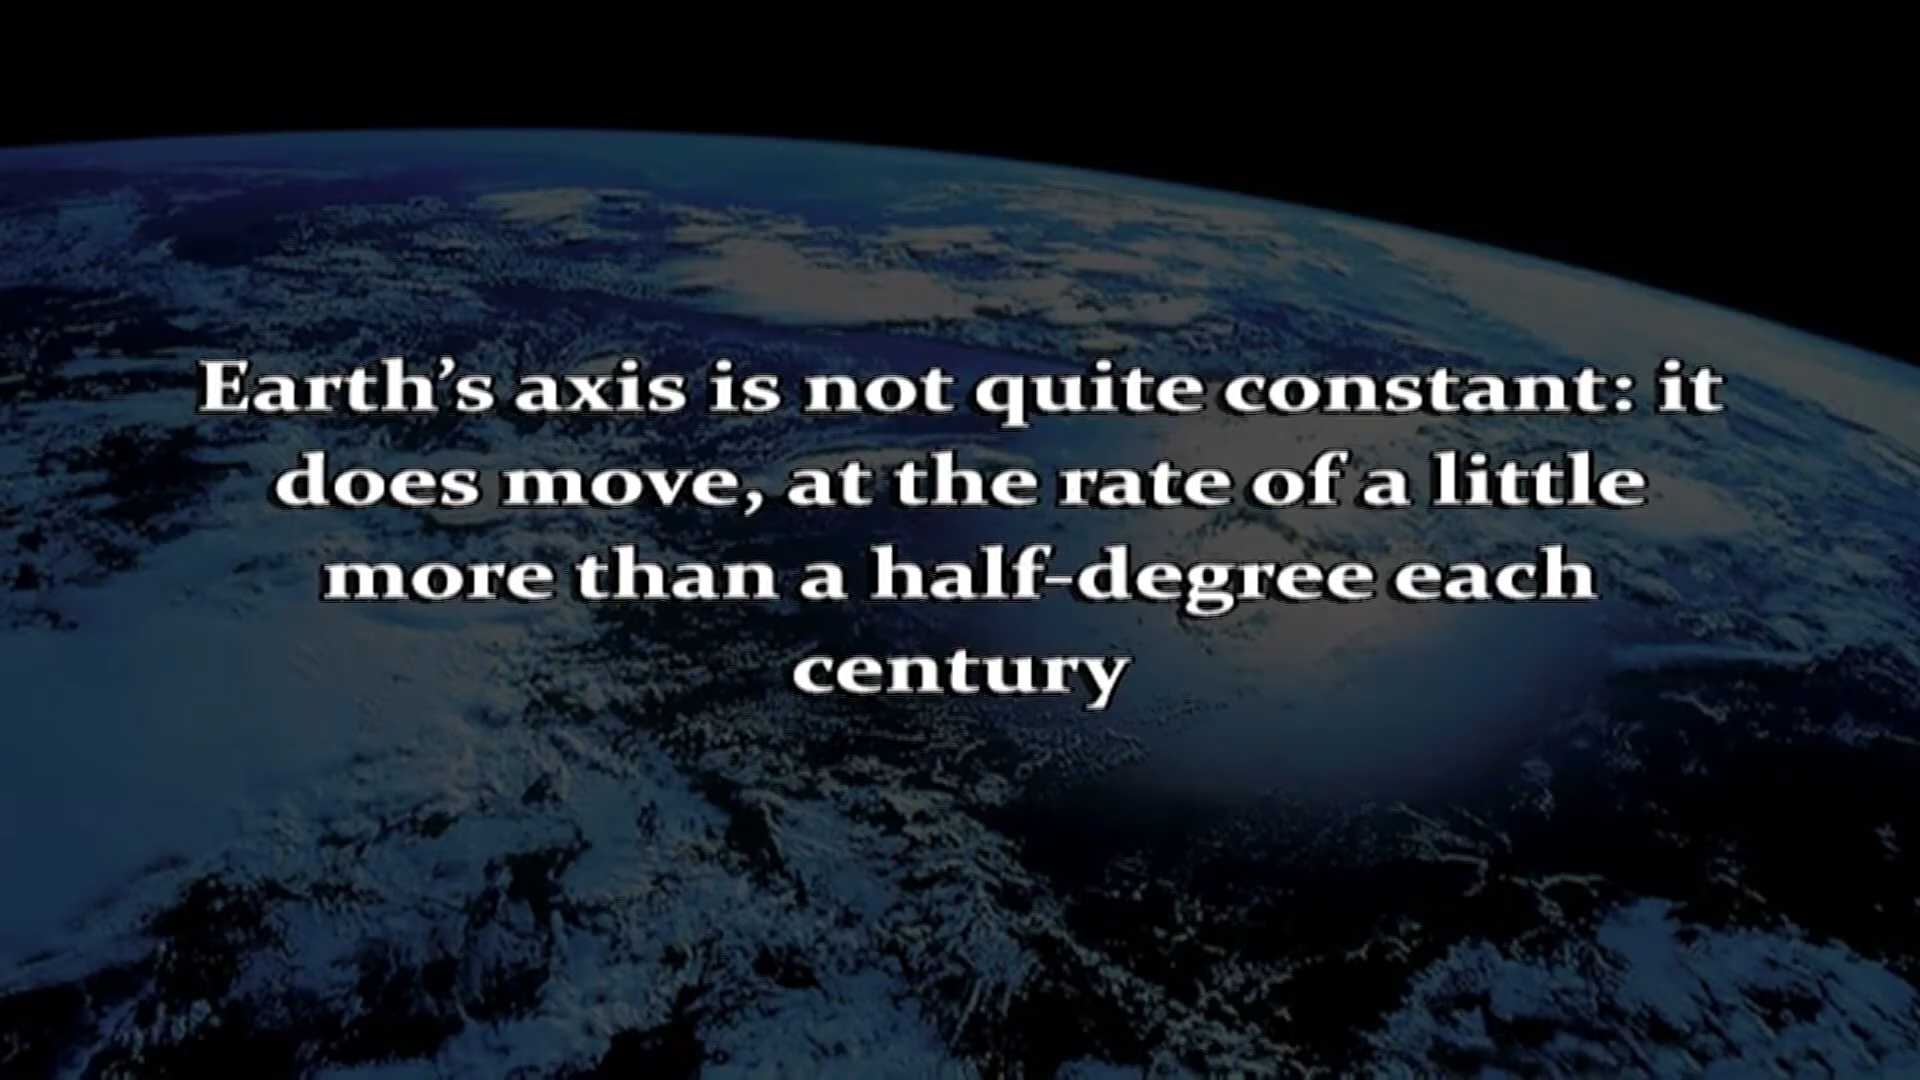 Earth’s axis is not quite constant: it
does move, at the rate of a little
more than a half-degree each
century